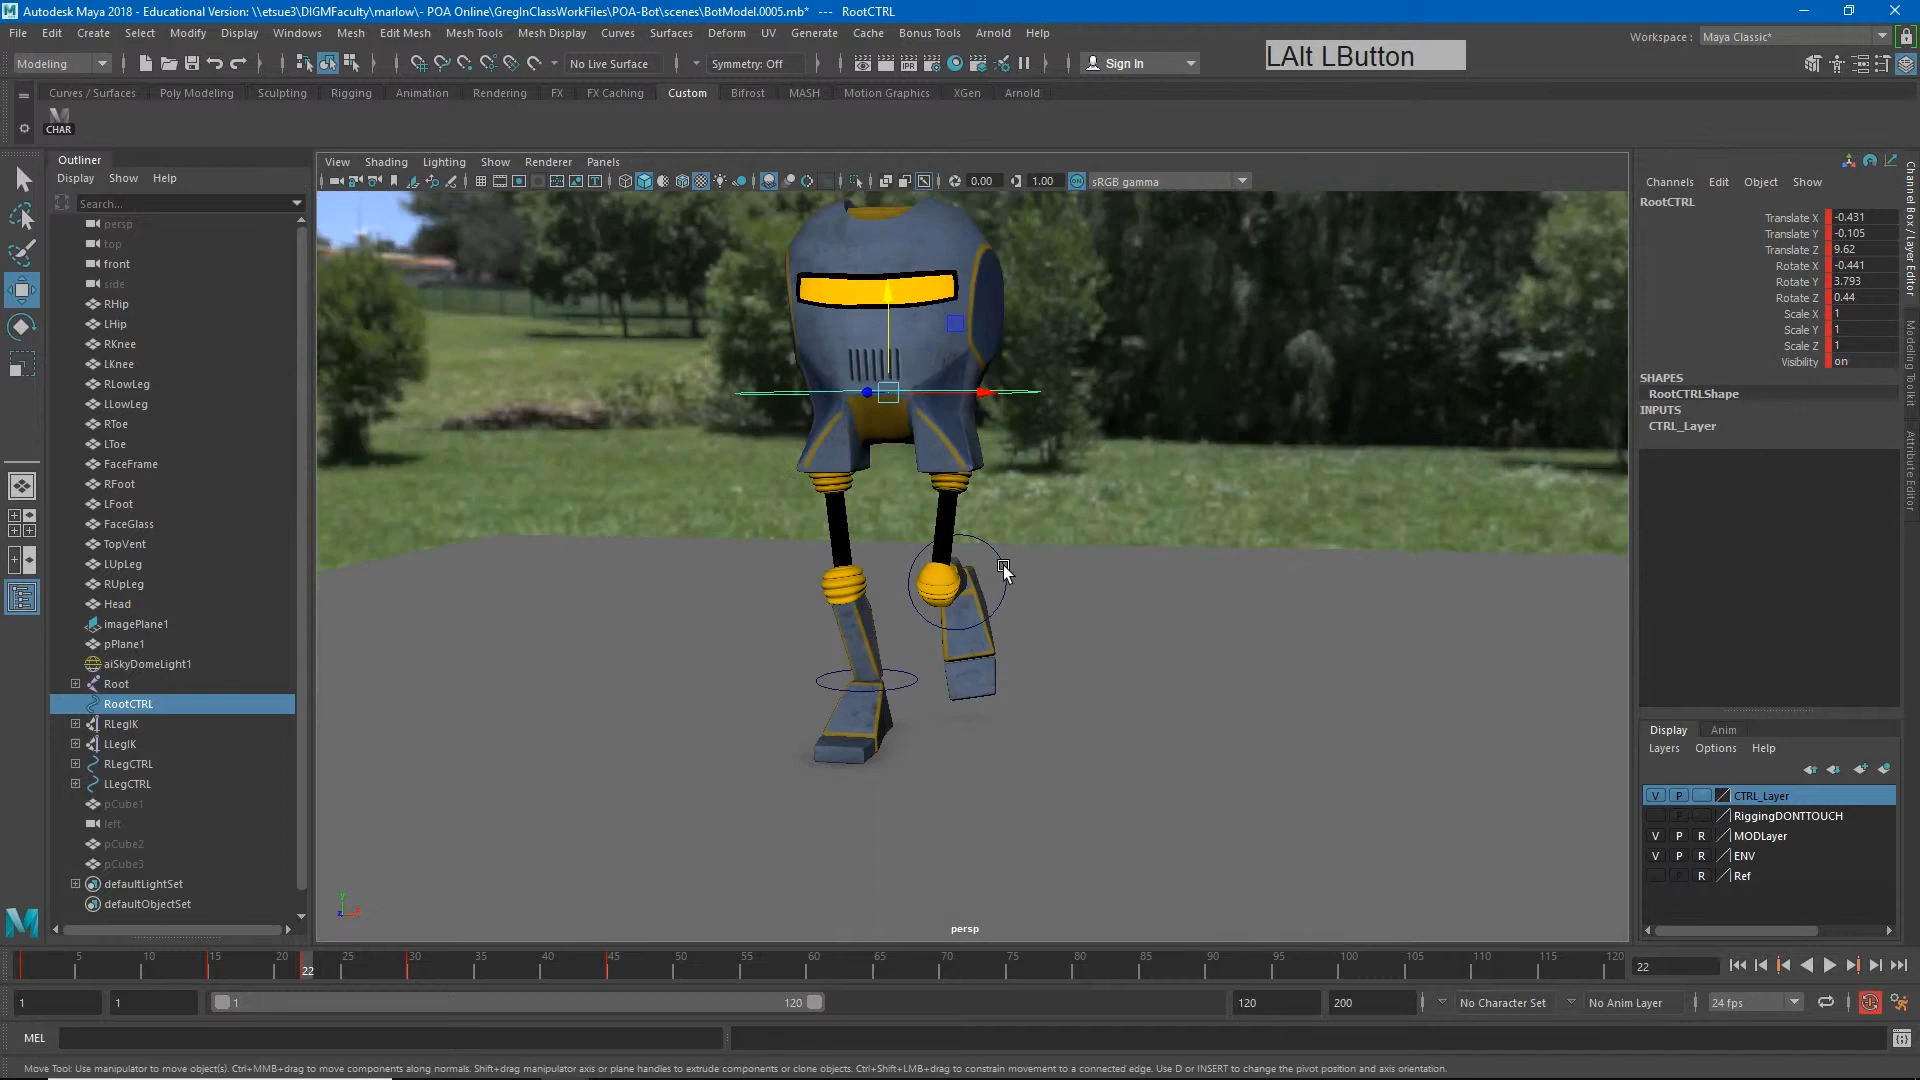 Autodesk Maya 2018 - Educational Version: \\etsue3\DIGMFaculty\marlow\- POA Online\GregInClassWorkFiles\POA-Bot\scenes\BotModel.0005.mb* --- RootCTRL
File Edit Create Select Modify Display Windows Mesh Edit Mesh Mesh Tools Mesh Display Curves Surfaces Deform UV Generate Cache Bonus Tools Arnold Help
Workspace : Maya Classic*
LAlt LButton
Modeling No Live Surface Symmetry: Off Sign In
Curves / Surfaces Poly Modeling Sculpting Rigging Animation Rendering FX FX Caching Custom Bifrost MASH Motion Graphics XGen Arnold
CHAR
Outliner
Display Show Help
Search...
persp
top
front
side
RHip
LHip
RKnee
LKnee
RLowLeg
LLowLeg
RToe
LToe
FaceFrame
RFoot
LFoot
FaceGlass
TopVent
LUpLeg
RUpLeg
Head
imagePlane1
pPlane1
aiSkyDomeLight1
Root
RootCTRL
RLegIK
LLegIK
RLegCTRL
LLegCTRL
pCube1
left
pCube2
pCube3
defaultLightSet
defaultObjectSet
View Shading Lighting Show Renderer Panels
0.00 1.00 sRGB gamma
persp
Channels Edit Object Show
RootCTRL
Translate X -0.431
Translate Y -0.105
Translate Z 9.62
Rotate X -0.441
Rotate Y 3.793
Rotate Z 0.44
Scale X 1
Scale Y 1
Scale Z 1
Visibility on
SHAPES
RootCTRLShape
INPUTS
CTRL_Layer
Channel Box / Layer Editor
Modeling Toolkit
Attribute Editor
Display Anim
Layers Options Help
V P CTRL_Layer
RiggingDONTTOUCH
V P R MODLayer
V P R ENV
R Ref
5 10 15 20 22 25 30 35 40 45 50 55 60 65 70 75 80 85 90 95 100 105 110 115 120
22
1 1 1 120 120 200 No Character Set No Anim Layer 24 fps
MEL
Move Tool: Use manipulator to move object(s). Ctrl+MMB+drag to move components along normals. Shift+drag manipulator axis or plane handles to extrude components or clone objects. Ctrl+Shift+LMB+drag to constrain movement to a connected edge. Use D or INSERT to change the pivot position and axis orientation.